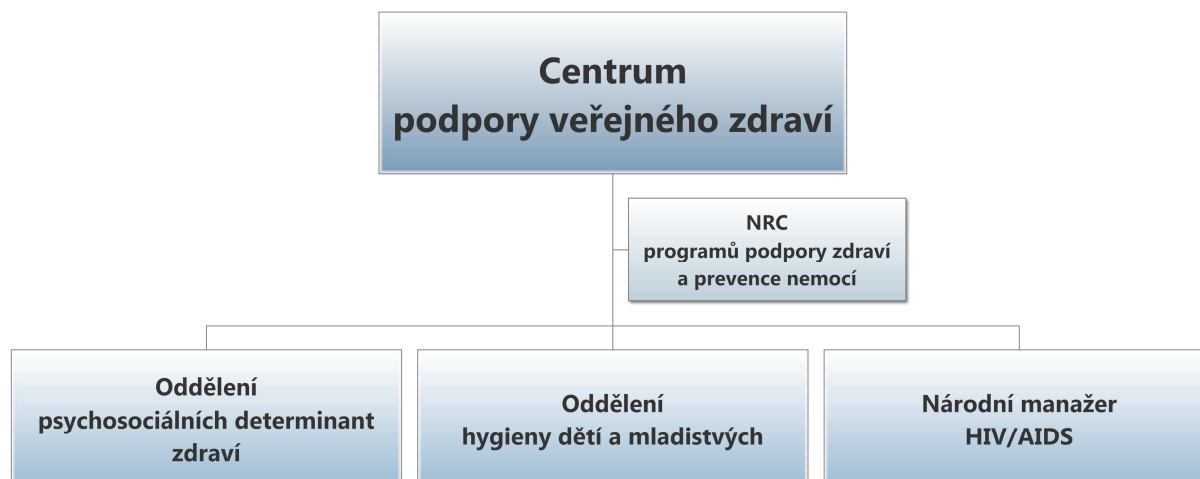 Centrum
podpory veřejného zdraví
NRC
programů podpory zdraví
a prevence nemocí
Oddělení
psychosociálních determinant
zdraví
Oddělení
hygieny dětí a mladistvých
Národní manažer
HIV/AIDS